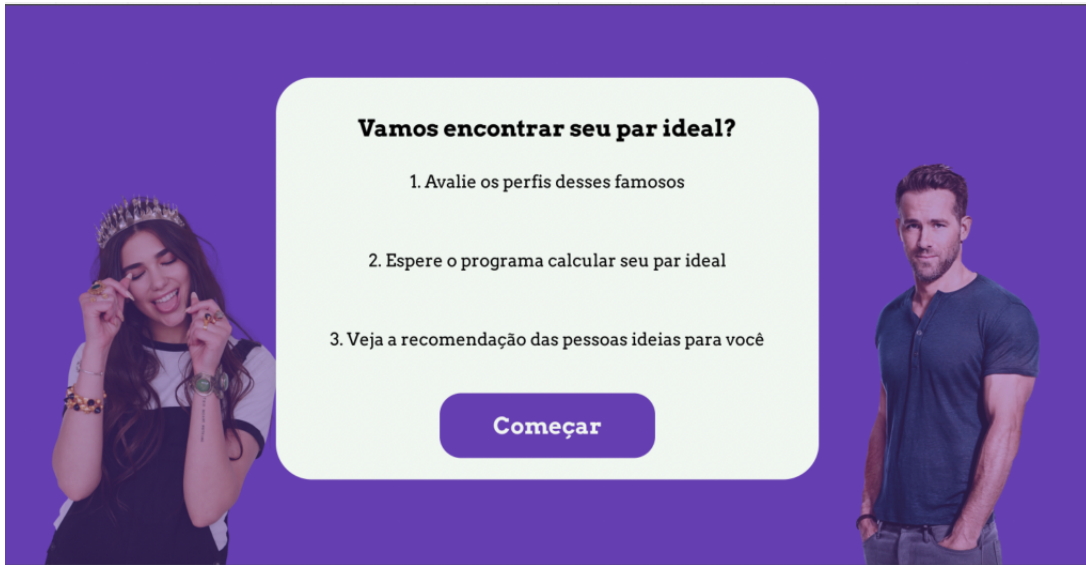 Vamos encontrar seu par ideal?
1. Avalie os perfis desses famosos
2. Espere o programa calcular seu par ideal
3. Veja a recomendação das pessoas ideias para você
Começar